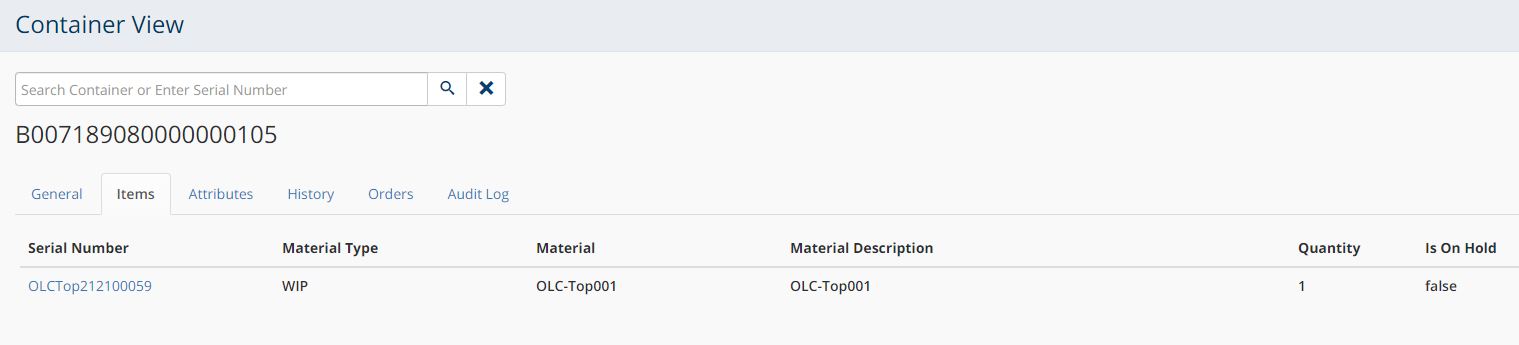 Container View
Search Container or Enter Serial Number
B007189080000000105
General Items Attributes History Orders Audit Log
Serial Number Material Type Material Material Description Quantity Is On Hold
OLCTop212100059 WIP OLC-Top001 OLC-Top001 1 false